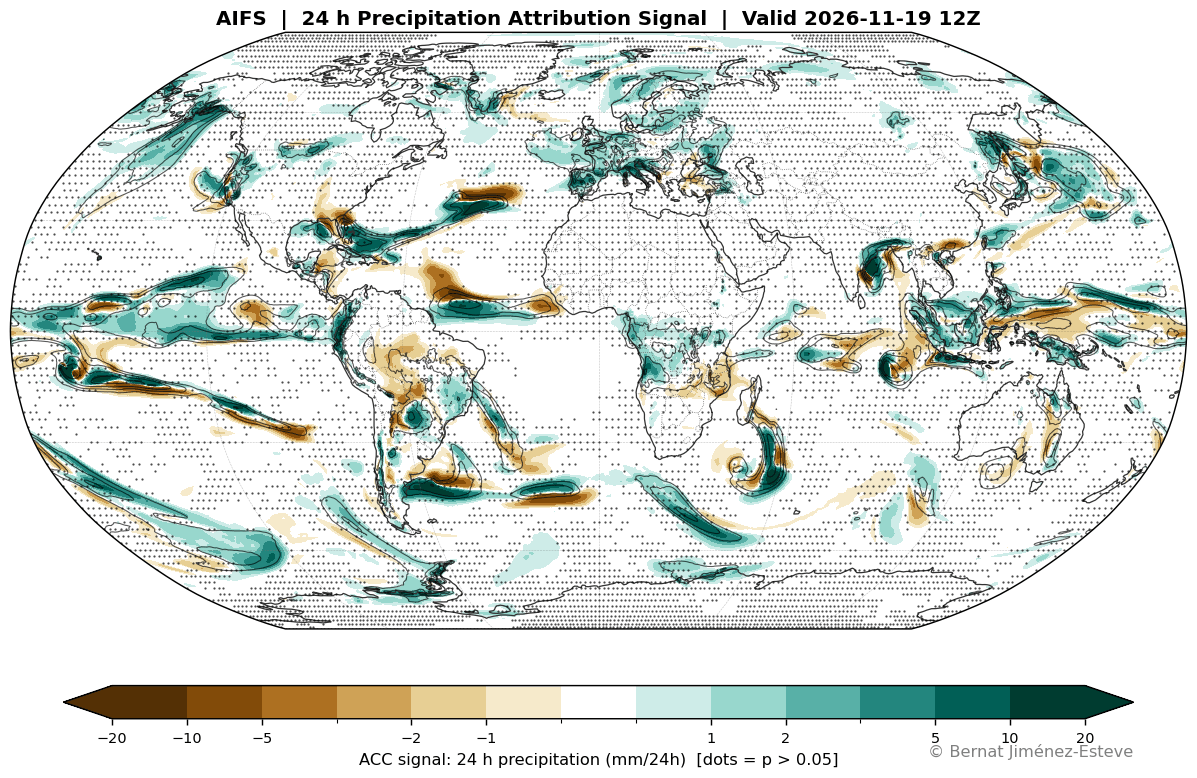 AIFS | 24 h Precipitation Attribution Signal | Valid 2026-11-19 12Z
−20 −10 −5 −2 −1 1 2 5 10 20
© Bernat Jiménez-Esteve
ACC signal: 24 h precipitation (mm/24h) [dots = p > 0.05]